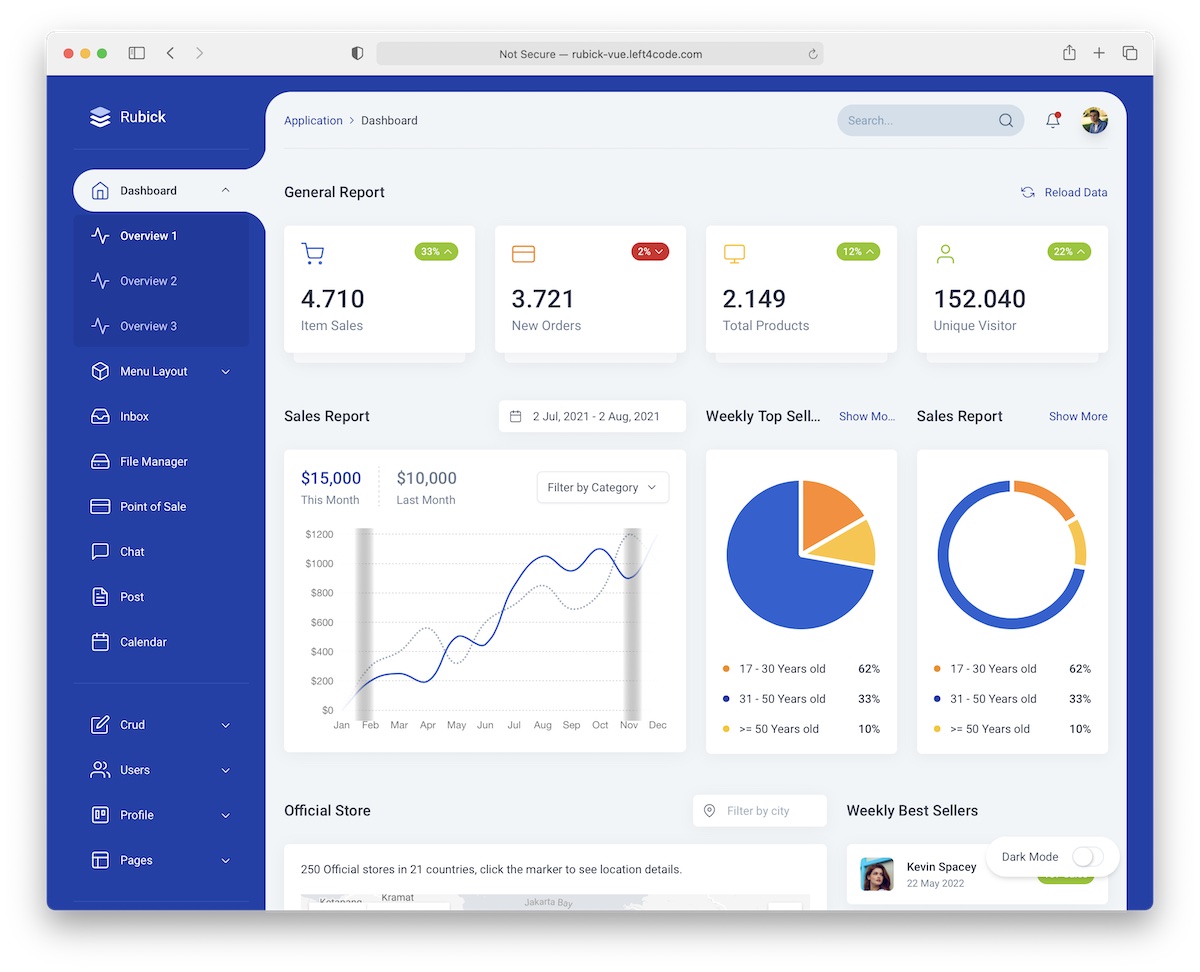 Not Secure — rubick-vue.left4code.com
Rubick
Dashboard
Overview 1
Overview 2
Overview 3
Menu Layout
Inbox
File Manager
Point of Sale
Chat
Post
Calendar
Crud
Users
Profile
Pages
Application > Dashboard
Search...
General Report
Reload Data
33%
4.710
Item Sales
2%
3.721
New Orders
12%
2.149
Total Products
22%
152.040
Unique Visitor
Sales Report
2 Jul, 2021 - 2 Aug, 2021
$15,000
This Month
$10,000
Last Month
Filter by Category
$1200
$1000
$800
$600
$400
$200
$0
Jan Feb Mar Apr May Jun Jul Aug Sep Oct Nov Dec
Weekly Top Sell...
Show Mo...
17 - 30 Years old 62%
31 - 50 Years old 33%
>= 50 Years old 10%
Sales Report
Show More
17 - 30 Years old 62%
31 - 50 Years old 33%
>= 50 Years old 10%
Official Store
Filter by city
250 Official stores in 21 countries, click the marker to see location details.
Kramat
Jakarta Bay
Weekly Best Sellers
Kevin Spacey
22 May 2022
Dark Mode